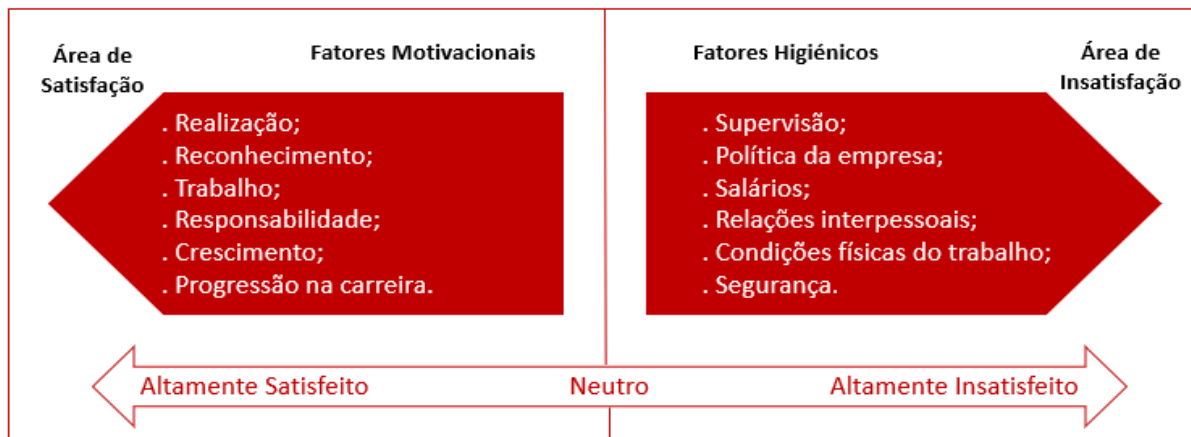 Área de
Satisfação
Fatores Motivacionais
. Realização;
. Reconhecimento;
. Trabalho;
. Responsabilidade;
. Crescimento;
. Progressão na carreira.
Fatores Higiénicos
Área de
Insatisfação
. Supervisão;
. Política da empresa;
. Salários;
. Relações interpessoais;
. Condições físicas do trabalho;
. Segurança.
Altamente Satisfeito
Neutro
Altamente Insatisfeito